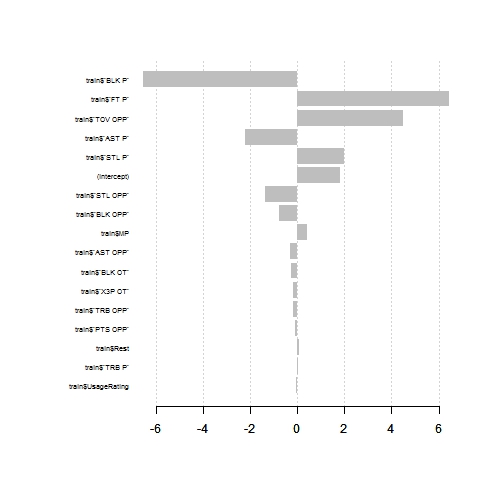 train$`BLK P`
train$`FT P`
train$`TOV OPP`
train$`AST P`
train$`STL P`
(Intercept)
train$`STL OPP`
train$`BLK OPP`
train$MP
train$`AST OPP`
train$`BLK OT`
train$`X3P OT`
train$`TRB OPP`
train$`PTS OPP`
train$Rest
train$`TRB P`
train$UsageRating
-6 -4 -2 0 2 4 6